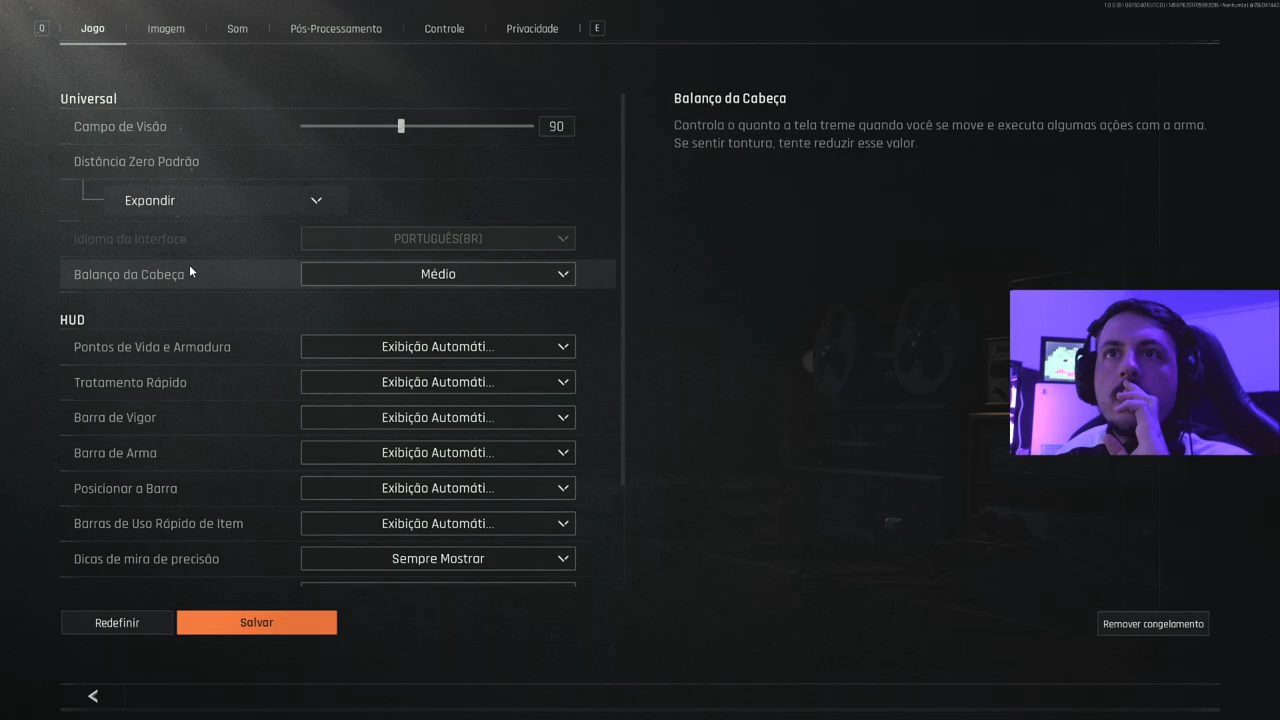 Q
Jogo
Imagem
Som
Pós-Processamento
Controle
Privacidade
E
Universal
Campo de Visão
90
Distância Zero Padrão
Expandir
Idioma da Interface
PORTUGUÊS(BR)
Balanço da Cabeça
Médio
HUD
Pontos de Vida e Armadura
Exibição Automáti...
Tratamento Rápido
Exibição Automáti...
Barra de Vigor
Exibição Automáti...
Barra de Arma
Exibição Automáti...
Posicionar a Barra
Exibição Automáti...
Barras de Uso Rápido de Item
Exibição Automáti...
Dicas de mira de precisão
Sempre Mostrar
Balanço da Cabeça
Controla o quanto a tela treme quando você se move e executa algumas ações com a arma.
Se sentir tontura, tente reduzir esse valor.
Redefinir
Salvar
Remover congelamento